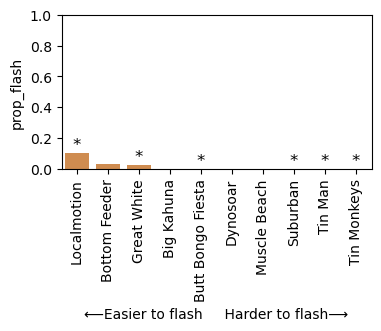 1.0
0.8
0.6
0.4
0.2
0.0
prop_flash
* * * * * *
Localmotion
Bottom Feeder
Great White
Big Kahuna
Butt Bongo Fiesta
Dynosoar
Muscle Beach
Suburban
Tin Man
Tin Monkeys
⟵Easier to flash Harder to flash⟶